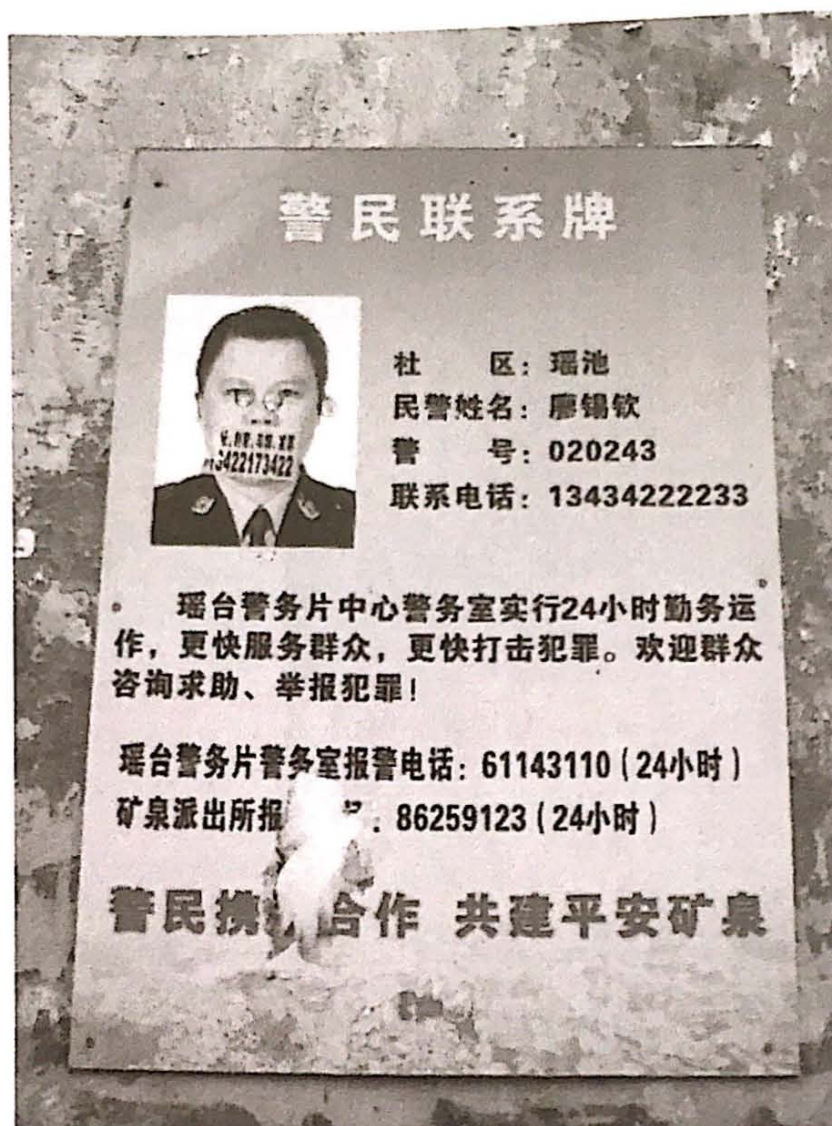 警民联系牌
社 区：瑶池
民警姓名：廖锡钦
警 号：020243
联系电话：13434222233
13422173422
瑶台警务片中心警务室实行24小时勤务运
作，更快服务群众，更快打击犯罪。欢迎群众
咨询求助、举报犯罪！
瑶台警务片警务室报警电话：61143110（24小时）
矿泉派出所报 ：86259123（24小时）
警民携 合作 共建平安矿泉